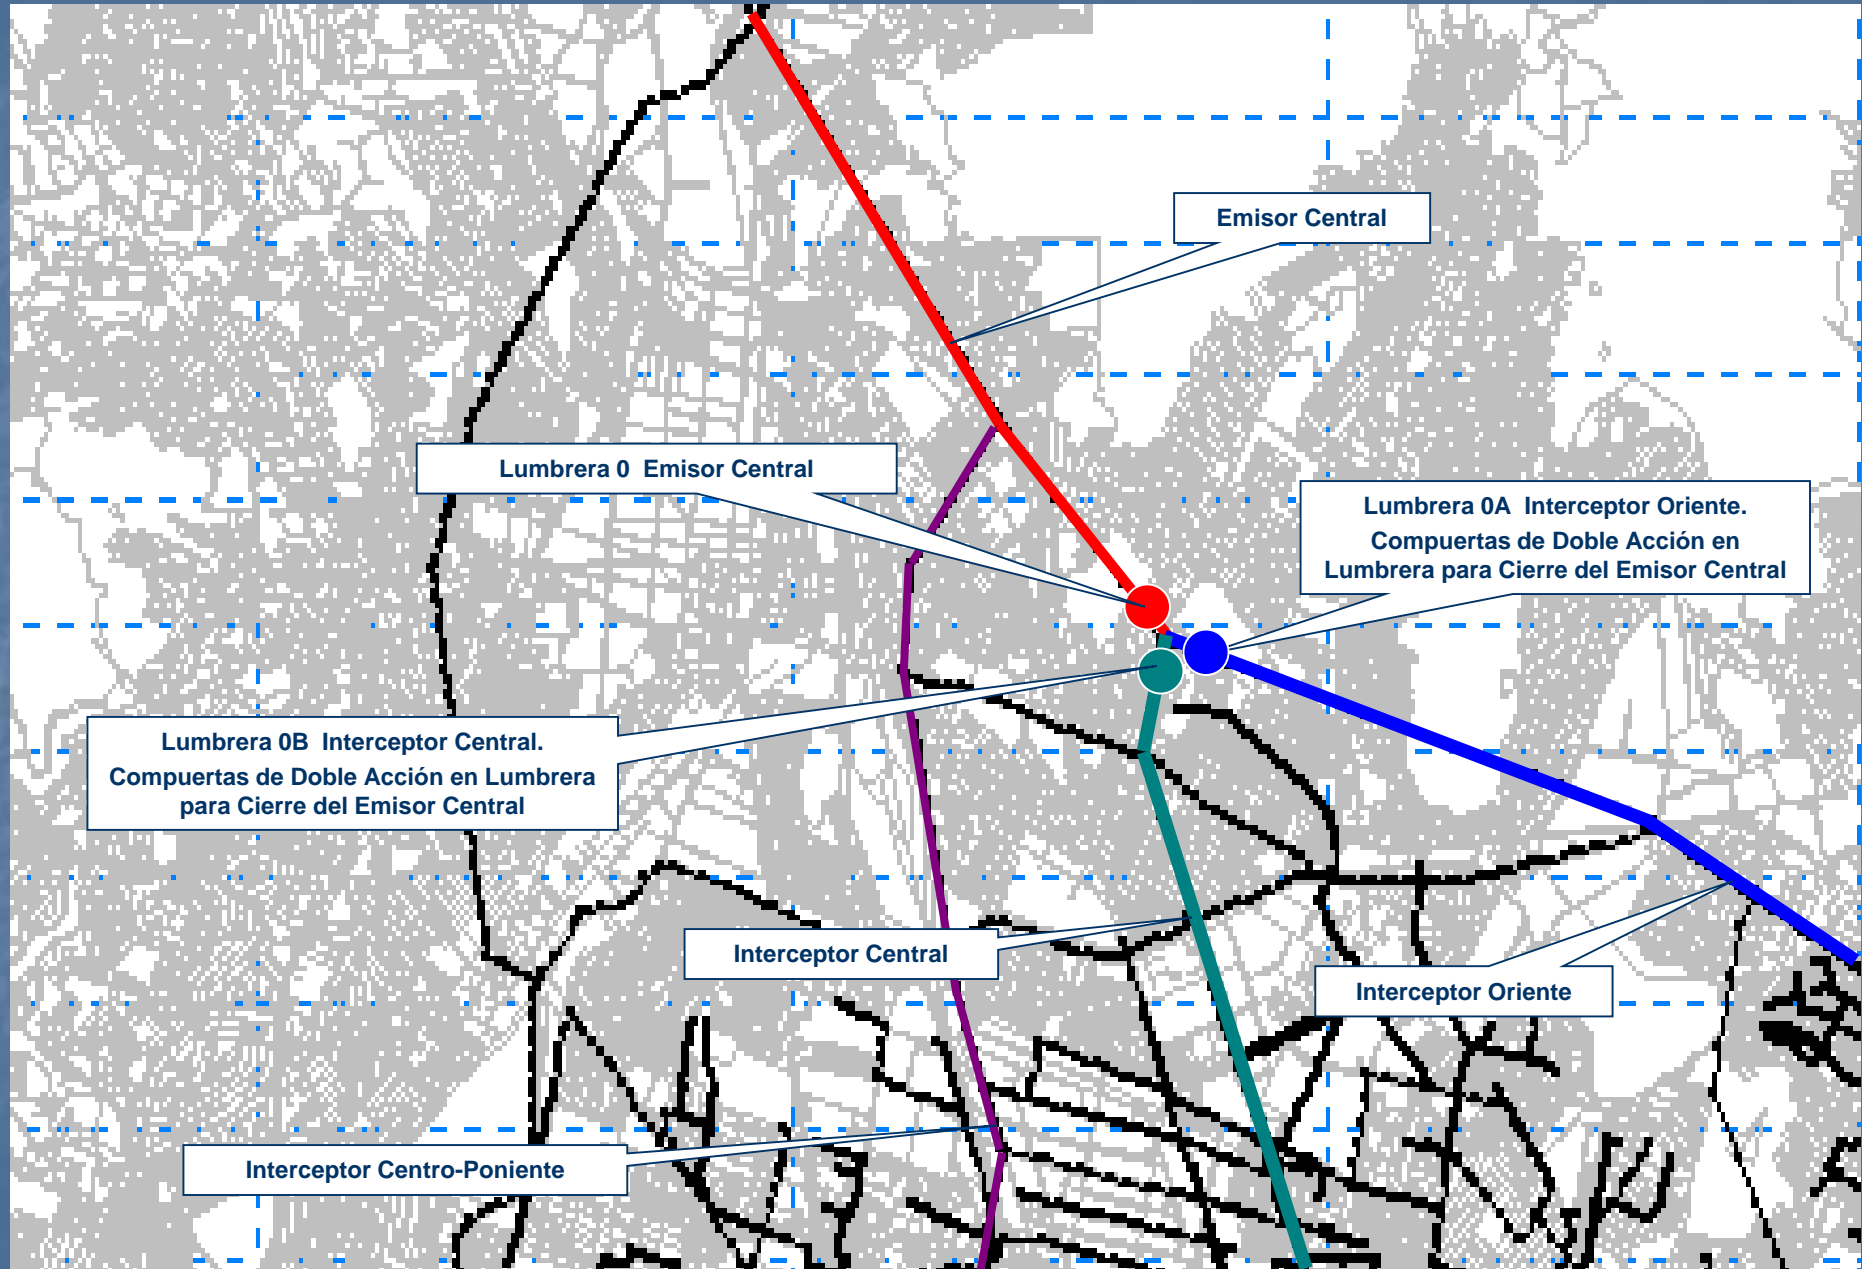 Emisor Central
Lumbrera 0  Emisor Central
Lumbrera 0A  Interceptor Oriente.
Compuertas de Doble Acción en
Lumbrera para Cierre del Emisor Central
Lumbrera 0B  Interceptor Central.
Compuertas de Doble Acción en Lumbrera
para Cierre del Emisor Central
Interceptor Central
Interceptor Oriente
Interceptor Centro-Poniente